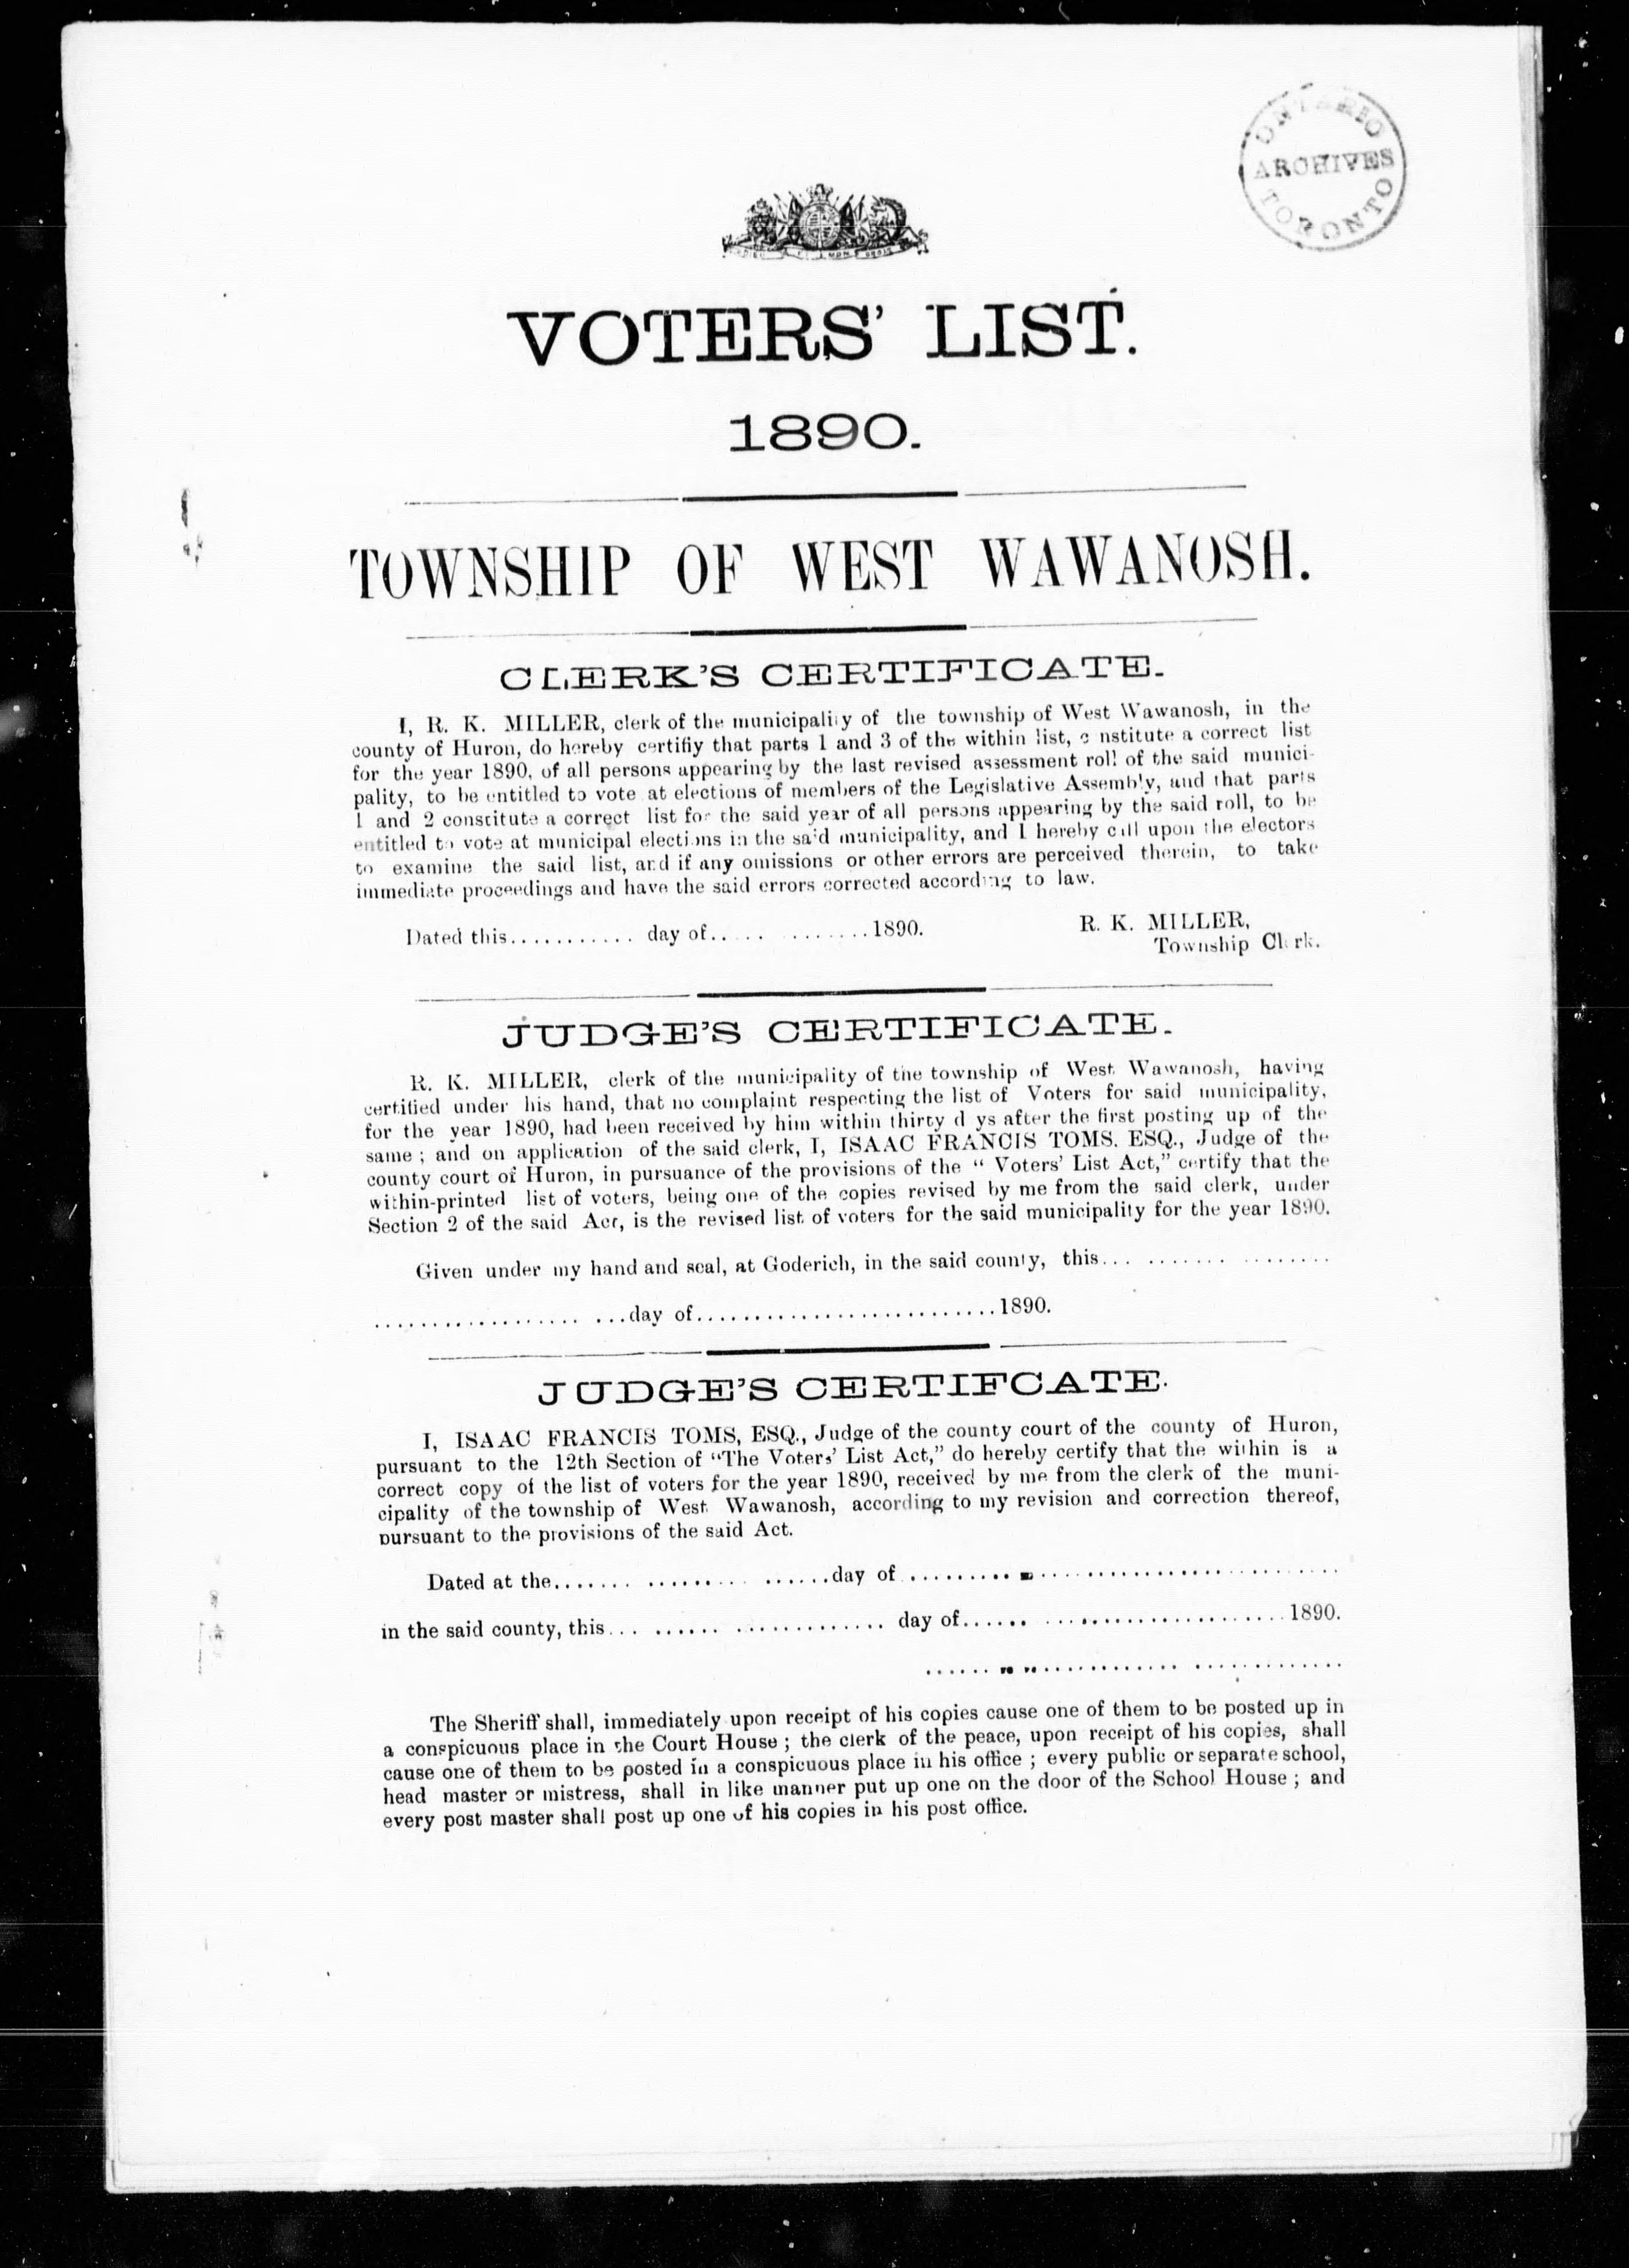 ONTARIO
ARCHIVES
TORONTO
VOTERS' LIST.
1890.
TOWNSHIP OF WEST WAWANOSH.
CLERK'S CERTIFICATE.
I, R. K. MILLER, clerk of the municipality of the township of West Wawanosh, in the
county of Huron, do hereby certifiy that parts 1 and 3 of the within list, c nstitute a correct list
for the year 1890, of all persons appearing by the last revised assessment roll of the said munici-
pality, to be entitled to vote at elections of members of the Legislative Assembly, and that parts
1 and 2 constitute a correct list for the said year of all persons appearing by the said roll, to be
entitled to vote at municipal elections in the said municipality, and I hereby call upon the electors
to examine the said list, and if any omissions or other errors are perceived therein, to take
immediate proceedings and have the said errors corrected according to law.
Dated this............ day of..... .........1890.
R. K. MILLER,
Township Cl rk.
JUDGE'S CERTIFICATE.
R. K. MILLER, clerk of the municipality of the township of West Wawanosh, having
certified under his hand, that no complaint respecting the list of Voters for said municipality,
for the year 1890, had been received by him within thirty d ys after the first posting up of the
same ; and on application of the said clerk, I, ISAAC FRANCIS TOMS. ESQ., Judge of the
county court of Huron, in pursuance of the provisions of the " Voters' List Act," certify that the
within-printed list of voters, being one of the copies revised by me from the said clerk, under
Section 2 of the said Act, is the revised list of voters for the said municipality for the year 1890.
Given under my hand and seal, at Goderich, in the said county, this... ........ .........
.................. ...day of..........................1890.
JUDGE'S CERTIFCATE.
I, ISAAC FRANCIS TOMS, ESQ., Judge of the county court of the county of Huron,
pursuant to the 12th Section of "The Voters' List Act," do hereby certify that the within is a
correct copy of the list of voters for the year 1890, received by me from the clerk of the muni-
cipality of the township of West Wawanosh, according to my revision and correction thereof,
pursuant to the provisions of the said Act.
Dated at the....... ........ ......day of ....................................
in the said county, this... ...... ............. day of...... ....................1890.
...... .. ............... .............
The Sheriff shall, immediately upon receipt of his copies cause one of them to be posted up in
a conspicuous place in the Court House ; the clerk of the peace, upon receipt of his copies, shall
cause one of them to be posted in a conspicuous place in his office ; every public or separate school,
head master or mistress, shall in like manner put up one on the door of the School House ; and
every post master shall post up one of his copies in his post office.